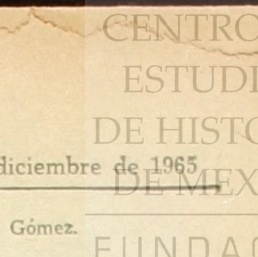 CENTRO
ESTUDI
DE HISTO
diciembre de 1965
DE MEX
Gómez.
FUNDAC